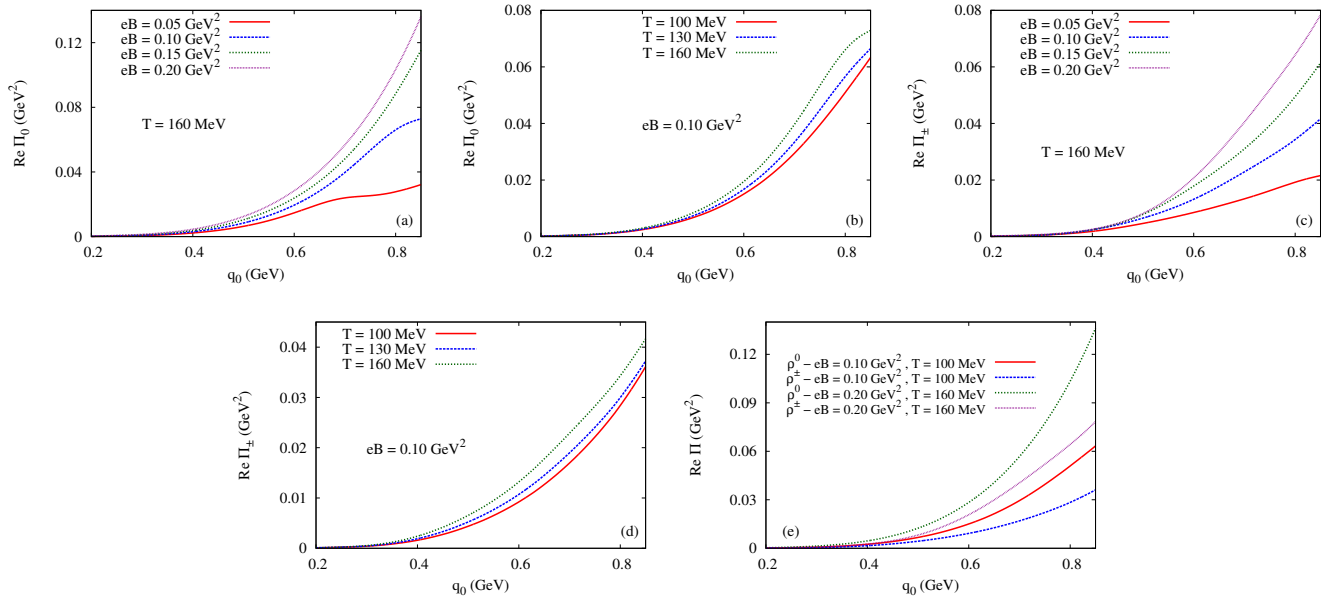 eB = 0.05 GeV²
eB = 0.10 GeV²
eB = 0.15 GeV²
eB = 0.20 GeV²
T = 160 MeV
(a)
0
0.04
0.08
0.12
0.2
0.4
0.6
0.8
Re Π₀ (GeV²)
q₀ (GeV)
T = 100 MeV
T = 130 MeV
T = 160 MeV
eB = 0.10 GeV²
(b)
0
0.02
0.04
0.06
0.08
0.2
0.4
0.6
0.8
Re Π₀ (GeV²)
q₀ (GeV)
eB = 0.05 GeV²
eB = 0.10 GeV²
eB = 0.15 GeV²
eB = 0.20 GeV²
T = 160 MeV
(c)
0
0.02
0.04
0.06
0.08
0.2
0.4
0.6
0.8
Re Π± (GeV²)
q₀ (GeV)
T = 100 MeV
T = 130 MeV
T = 160 MeV
eB = 0.10 GeV²
(d)
0
0.01
0.02
0.03
0.04
0.2
0.4
0.6
0.8
Re Π± (GeV²)
q₀ (GeV)
ρ⁰ − eB = 0.10 GeV² , T = 100 MeV
ρ± − eB = 0.10 GeV² , T = 100 MeV
ρ⁰ − eB = 0.20 GeV² , T = 160 MeV
ρ± − eB = 0.20 GeV² , T = 160 MeV
(e)
0
0.03
0.06
0.09
0.12
0.2
0.4
0.6
0.8
Re Π (GeV²)
q₀ (GeV)